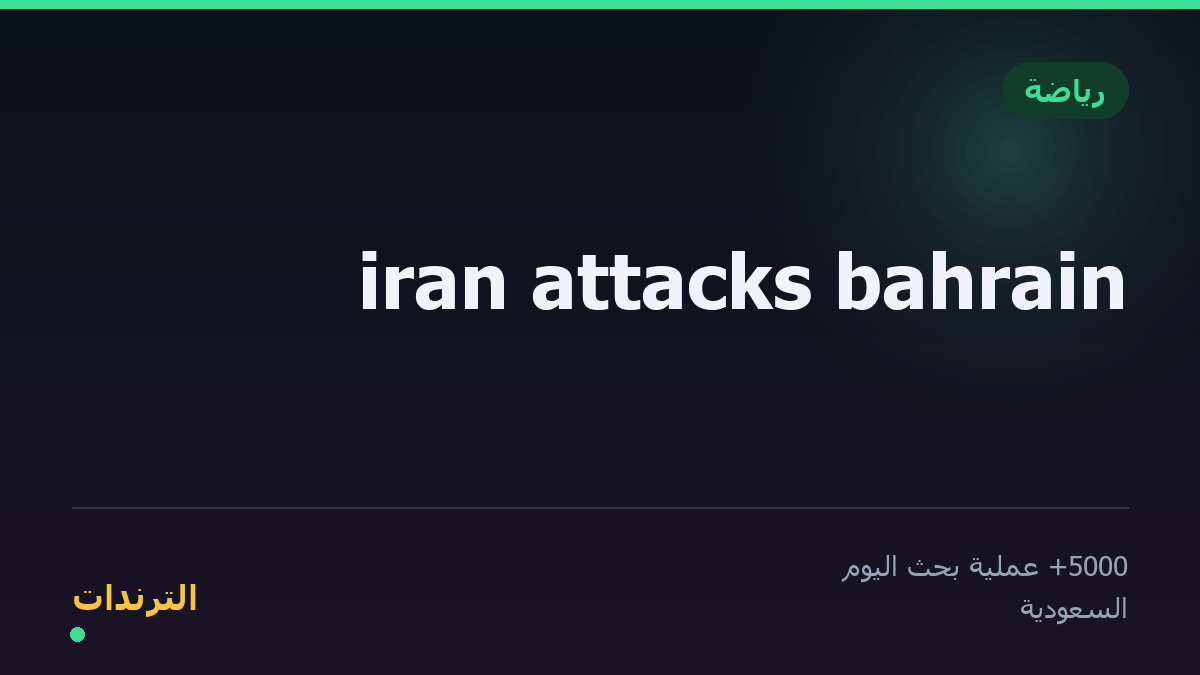 رياضة
iran attacks bahrain
5000+ عملية بحث اليوم
السعودية
الترندات